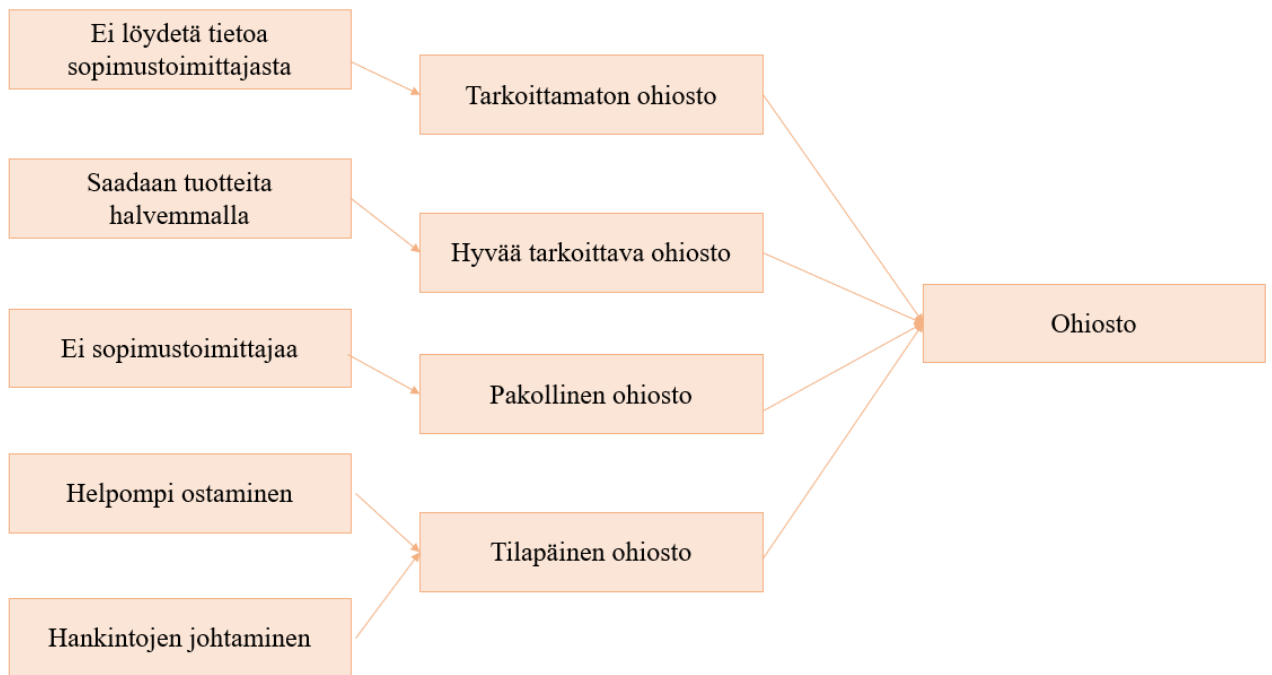 Ei löydetä tietoa
sopimustoimittajasta
Saadaan tuotteita
halvemmalla
Ei sopimustoimittajaa
Helpompi ostaminen
Hankintojen johtaminen
Tarkoittamaton ohiosto
Hyvää tarkoittava ohiosto
Pakollinen ohiosto
Tilapäinen ohiosto
Ohiosto